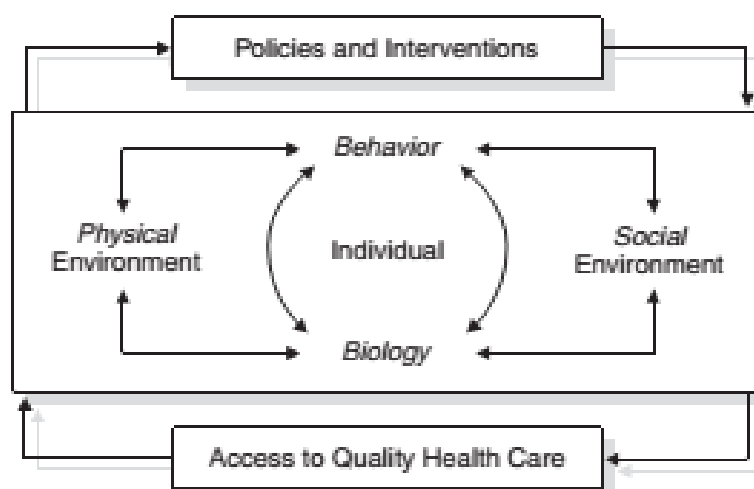 Policies and Interventions
Behavior
Physical
Environment
Individual
Social
Environment
Biology
Access to Quality Health Care